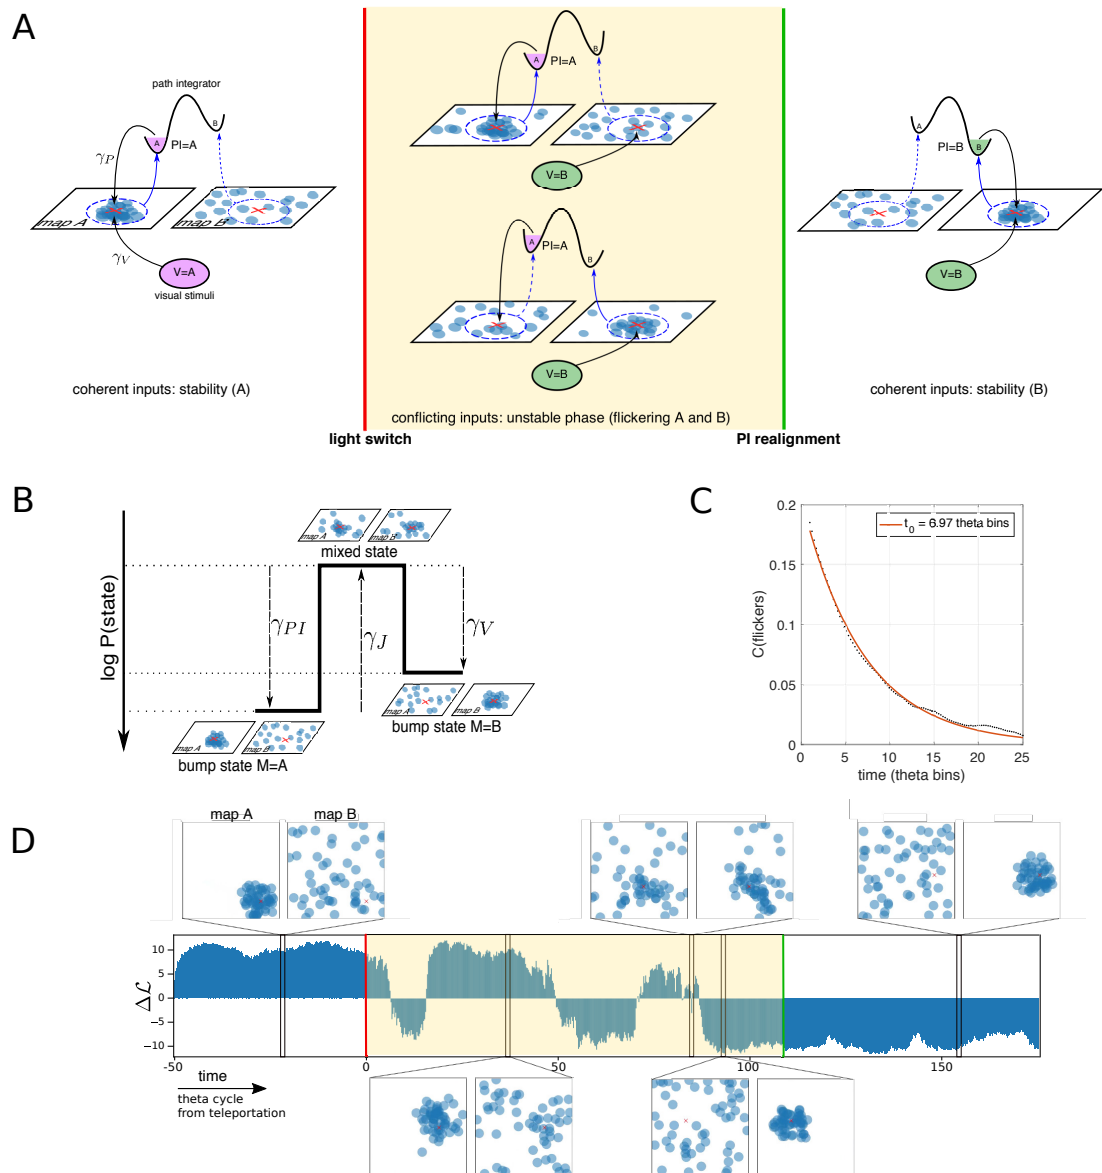 A
path integrator
A
B
PI=A
γP
map A
map B
γV
V=A
visual stimuli
coherent inputs: stability (A)
A
B
PI=A
V=B
A
B
PI=A
V=B
conflicting inputs: unstable phase (flickering A and B)
light switch
PI realignment
A
B
PI=B
V=B
coherent inputs: stability (B)
B
log P(state)
map A
map B
mixed state
γPI
γJ
γV
map A
map B
bump state M=B
map A
map B
bump state M=A
C
0.2
0.15
0.1
0.05
0
C(flickers)
t0 = 6.97 theta bins
0 5 10 15 20 25
time (theta bins)
D
map A map B
Δℒ
10
5
0
−5
−10
-50 0 50 100 150
time
theta cycle
from teleportation